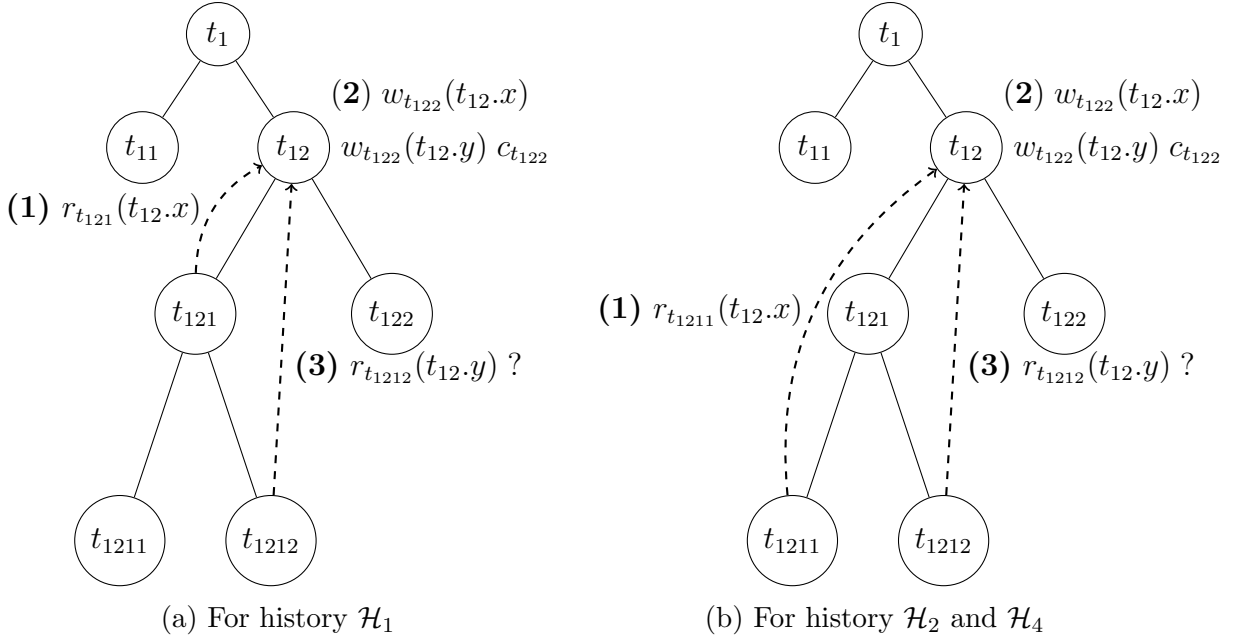 t₁
(2) w_{t₁₂₂}(t₁₂.x)
t₁₁
t₁₂
w_{t₁₂₂}(t₁₂.y) c_{t₁₂₂}
(1) r_{t₁₂₁}(t₁₂.x)
t₁₂₁
t₁₂₂
(3) r_{t₁₂₁₂}(t₁₂.y) ?
t₁₂₁₁
t₁₂₁₂
(a) For history ℋ₁
t₁
(2) w_{t₁₂₂}(t₁₂.x)
t₁₁
t₁₂
w_{t₁₂₂}(t₁₂.y) c_{t₁₂₂}
(1) r_{t₁₂₁₁}(t₁₂.x)
t₁₂₁
t₁₂₂
(3) r_{t₁₂₁₂}(t₁₂.y) ?
t₁₂₁₁
t₁₂₁₂
(b) For history ℋ₂ and ℋ₄